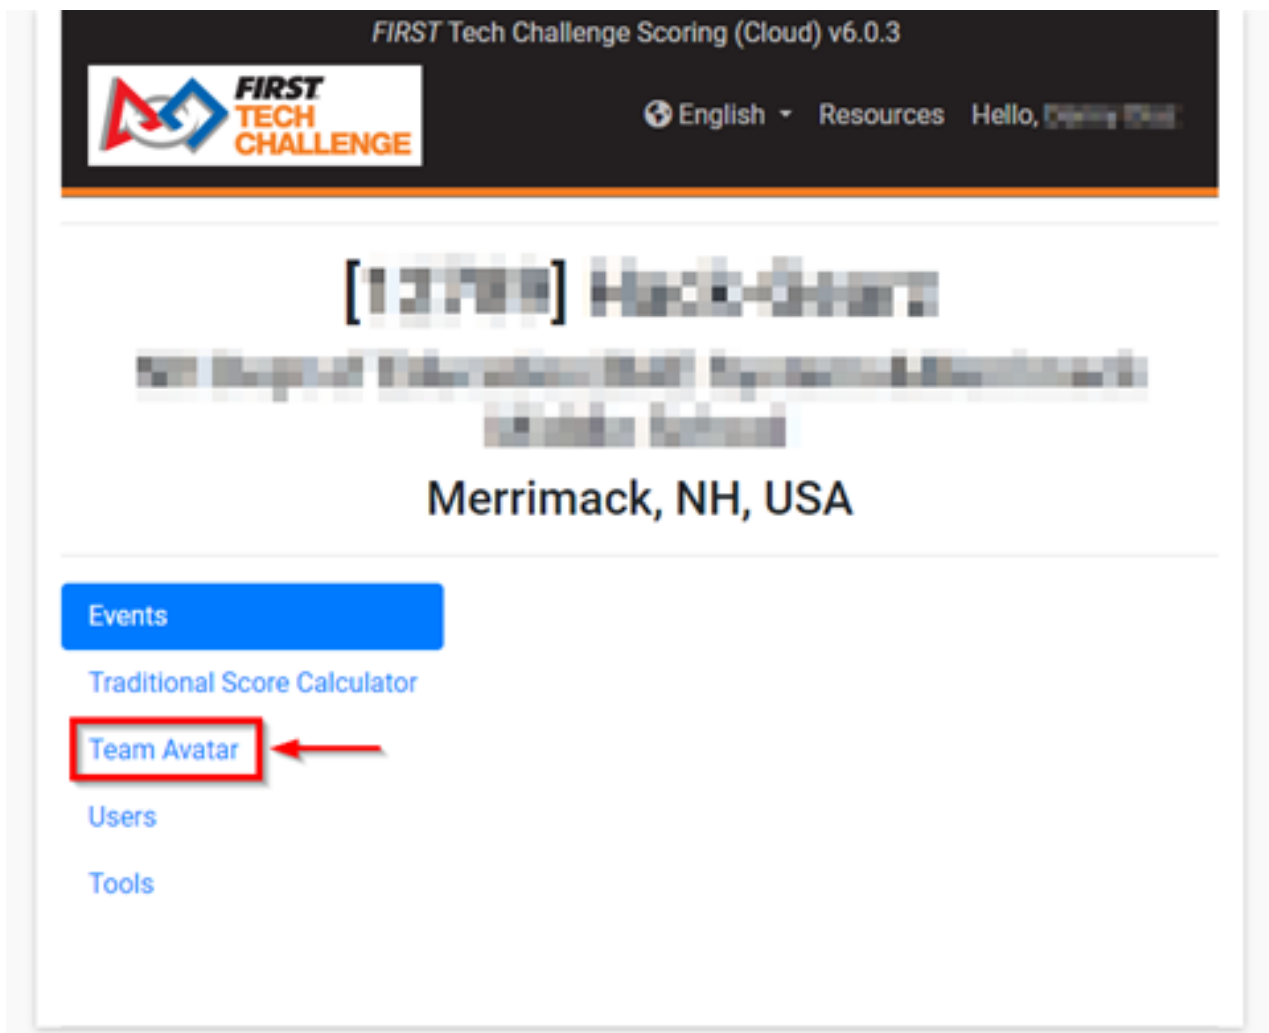 FIRST Tech Challenge Scoring (Cloud) v6.0.3
FIRST
TECH
CHALLENGE
English Resources Hello,
[ ]
Merrimack, NH, USA
Events
Traditional Score Calculator
Team Avatar
Users
Tools